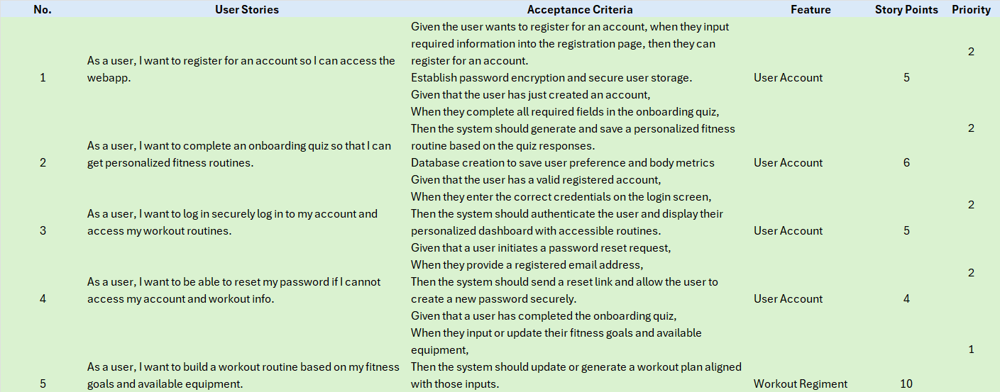 No. User Stories Acceptance Criteria Feature Story Points Priority
Given the user wants to register for an account, when they input
required information into the registration page, then they can
2
As a user, I want to register for an account so I can access the register for an account.
1 webapp. Establish password encryption and secure user storage. User Account 5
Given that the user has just created an account,
When they complete all required fields in the onboarding quiz,
Then the system should generate and save a personalized fitness 2
As a user, I want to complete an onboarding quiz so that I can routine based on the quiz responses.
2 get personalized fitness routines. Database creation to save user preference and body metrics User Account 6
Given that the user has a valid registered account,
When they enter the correct credentials on the login screen,
2
As a user, I want to log in securely log in to my account and Then the system should authenticate the user and display their
3 access my workout routines. personalized dashboard with accessible routines. User Account 5
Given that a user initiates a password reset request,
When they provide a registered email address,
2
As a user, I want to be able to reset my password if I cannot Then the system should send a reset link and allow the user to
4 access my account and workout info. create a new password securely. User Account 4
Given that a user has completed the onboarding quiz,
When they input or update their fitness goals and available
equipment, 1
As a user, I want to build a workout routine based on my fitness Then the system should update or generate a workout plan aligned
5 goals and available equipment. with those inputs. Workout Regiment 10